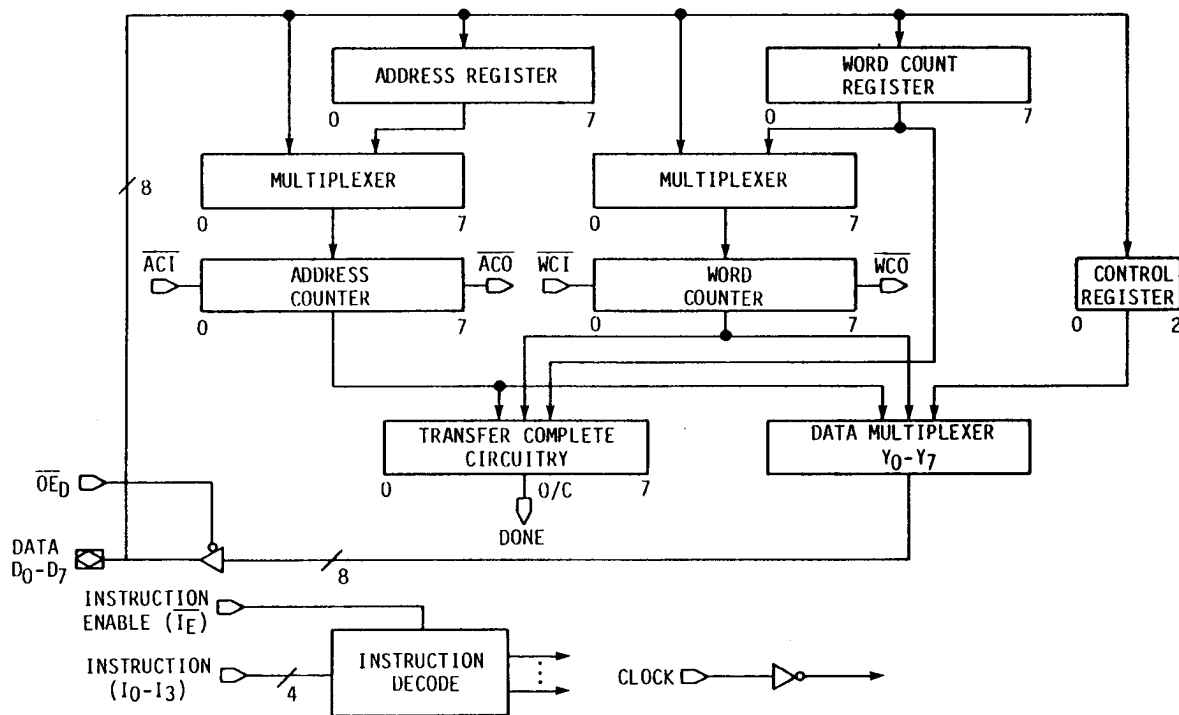 ADDRESS REGISTER
WORD COUNT
REGISTER
0 7
0 7
8
MULTIPLEXER
MULTIPLEXER
0 7
0 7
ACI
ADDRESS
COUNTER
ACO
WCI
WORD
COUNTER
WCO
CONTROL
REGISTER
0 7
0 7
0 2
TRANSFER COMPLETE
CIRCUITRY
DATA MULTIPLEXER
Y0-Y7
0 O/C 7
OED
DONE
DATA
D0-D7
8
INSTRUCTION
ENABLE (IE)
INSTRUCTION
(I0-I3)
4
INSTRUCTION
DECODE
CLOCK